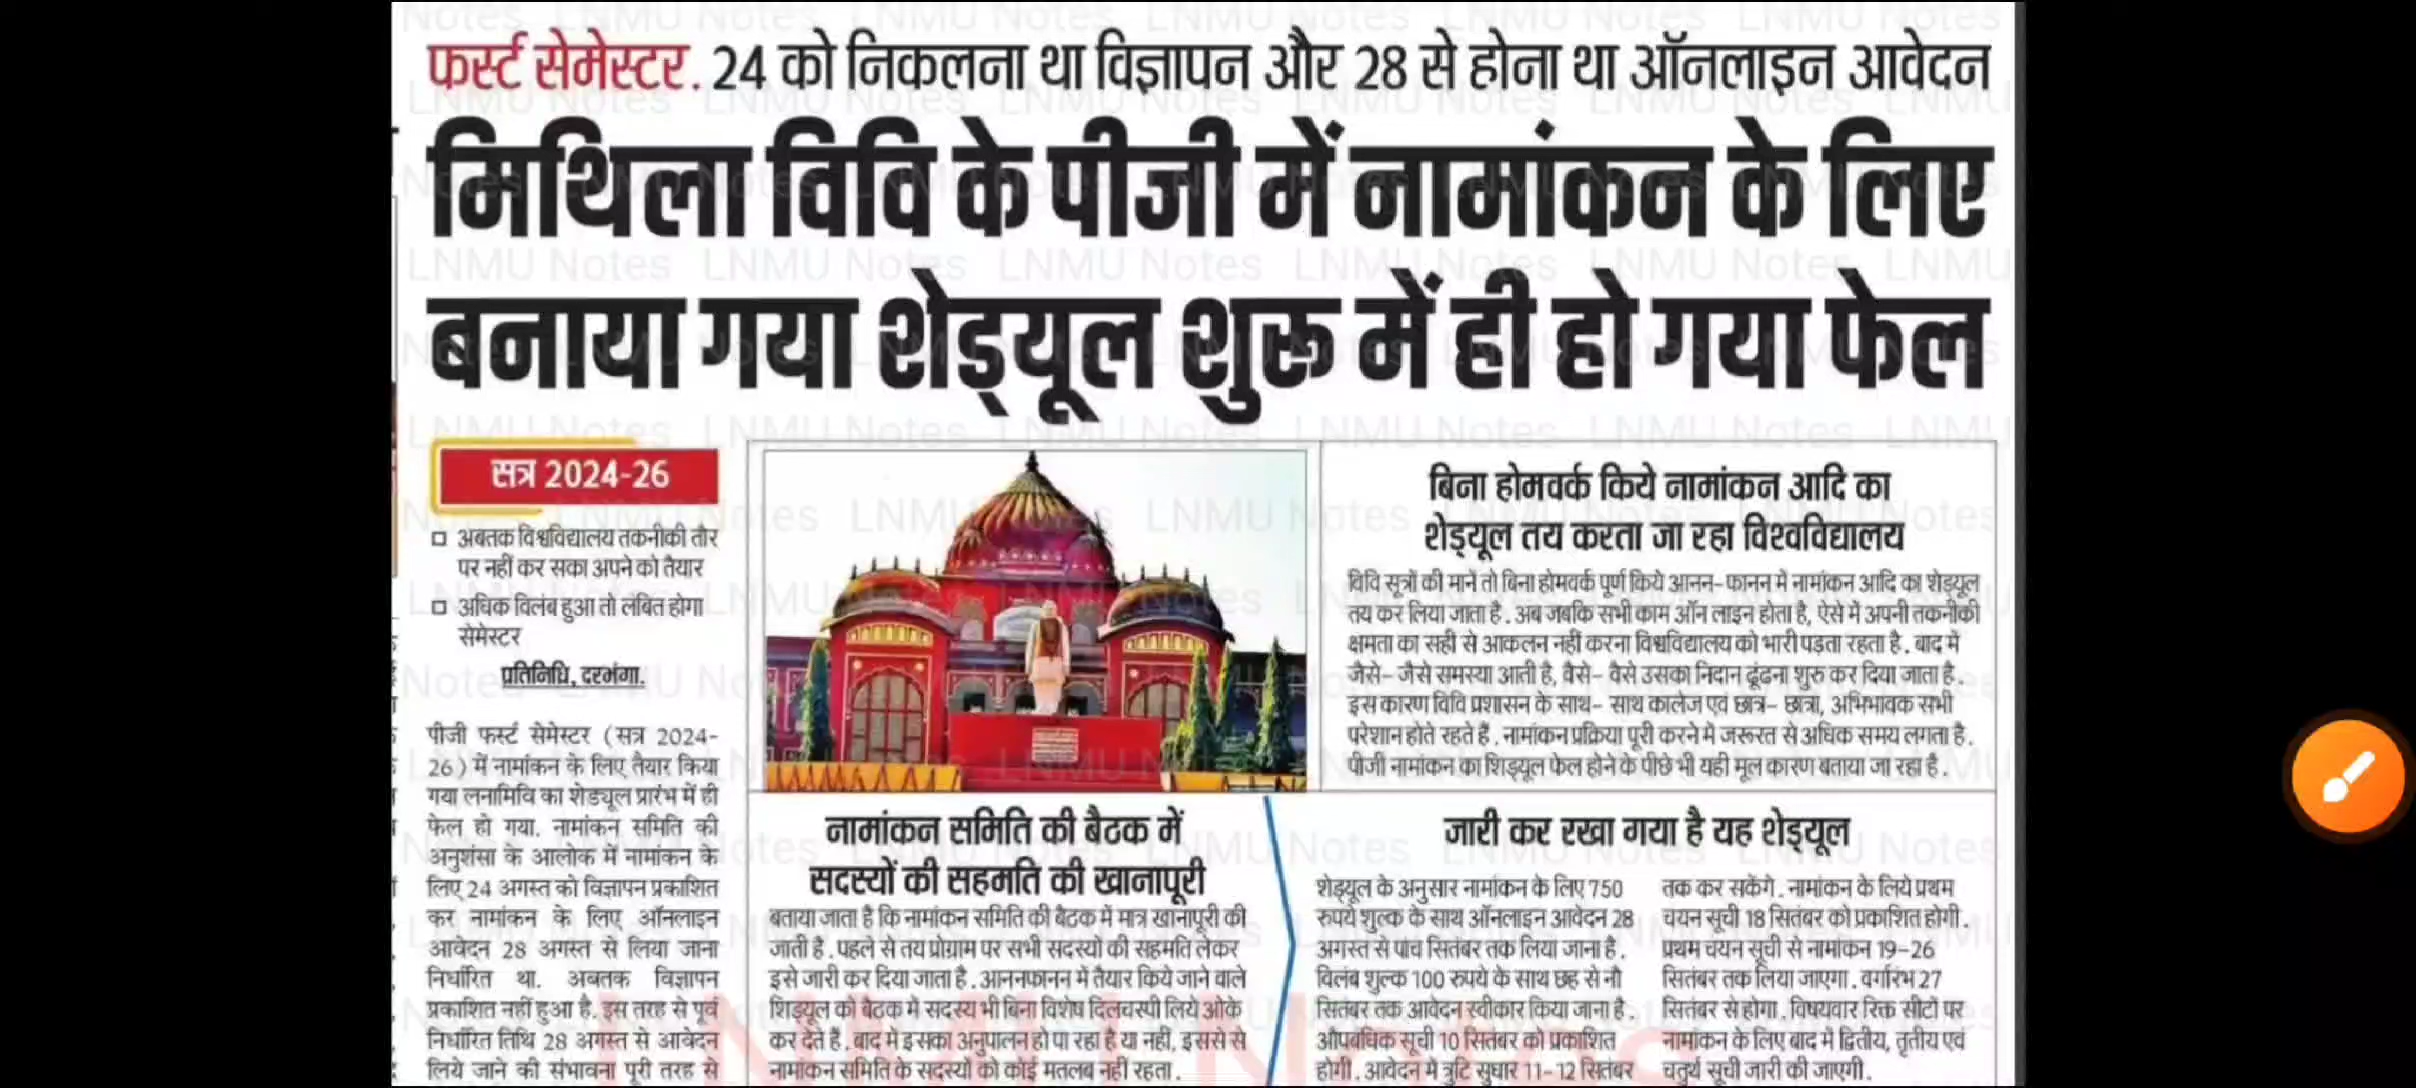 फर्स्ट सेमेस्टर. 24 को निकलना था विज्ञापन और 28 से होना था ऑनलाइन आवेदन
मिथिला विवि के पीजी में नामांकन के लिए
बनाया गया शेड्यूल शुरू में ही हो गया फेल
सत्र 2024-26
अबतक विश्वविद्यालय तकनीकी तौर
पर नहीं कर सका अपने को तैयार
अधिक विलंब हुआ तो लंबित होगा
सेमेस्टर
प्रतिनिधि, दरभंगा.
पीजी फर्स्ट सेमेस्टर (सत्र 2024-
26) में नामांकन के लिए तैयार किया
गया लनामिवि का शेड्यूल प्रारंभ में ही
फेल हो गया. नामांकन समिति की
अनुशंसा के आलोक में नामांकन के
लिए 24 अगस्त को विज्ञापन प्रकाशित
कर नामांकन के लिए ऑनलाइन
आवेदन 28 अगस्त से लिया जाना
निर्धारित था. अबतक विज्ञापन
प्रकाशित नहीं हुआ है. इस तरह से पूर्व
निर्धारित तिथि 28 अगस्त से आवेदन
लिये जाने की संभावना पूरी तरह से
नामांकन समिति की बैठक में
सदस्यों की सहमति की खानापूरी
बताया जाता है कि नामांकन समिति की बैठक में मात्र खानापूरी की
जाती है. पहले से तय प्रोग्राम पर सभी सदस्यों की सहमति लेकर
इसे जारी कर दिया जाता है. आननफानन में तैयार किये जाने वाले
शिड्यूल को बैठक में सदस्य भी बिना विशेष दिलचस्पी लिये ओके
कर देते हैं. बाद में इसका अनुपालन हो पा रहा है या नहीं, इससे से
नामांकन समिति के सदस्यों को कोई मतलब नहीं रहता.
बिना होमवर्क किये नामांकन आदि का
शेड्यूल तय करता जा रहा विश्वविद्यालय
विवि सूत्रों की मानें तो बिना होमवर्क पूर्ण किये आनन-फानन में नामांकन आदि का शेड्यूल
तय कर लिया जाता है. अब जबकि सभी काम ऑन लाइन होता है, ऐसे में अपनी तकनीकी
क्षमता का सही से आकलन नहीं करना विश्वविद्यालय को भारी पड़ता रहता है. बाद में
जैसे- जैसे समस्या आती है, वैसे- वैसे उसका निदान ढूंढना शुरु कर दिया जाता है.
इस कारण विवि प्रशासन के साथ- साथ कालेज एवं छात्र- छात्रा, अभिभावक सभी
परेशान होते रहते हैं. नामांकन प्रक्रिया पूरी करने में जरूरत से अधिक समय लगता है.
पीजी नामांकन का शिड्यूल फेल होने के पीछे भी यही मूल कारण बताया जा रहा है.
जारी कर रखा गया है यह शेड्यूल
शेड्यूल के अनुसार नामांकन के लिए 750
रुपये शुल्क के साथ ऑनलाइन आवेदन 28
अगस्त से पांच सितंबर तक लिया जाना है.
विलंब शुल्क 100 रुपये के साथ छह से नौ
सितंबर तक आवेदन स्वीकार किया जाना है.
औपबंधिक सूची 10 सितंबर को प्रकाशित
होगी. आवेदन में त्रुटि सुधार 11-12 सितंबर
तक कर सकेंगे. नामांकन के लिये प्रथम
चयन सूची 18 सितंबर को प्रकाशित होगी.
प्रथम चयन सूची से नामांकन 19-26
सितंबर तक लिया जाएगा. वर्गारंभ 27
सितंबर से होगा. विषयवार रिक्त सीटों पर
नामांकन के लिए बाद में द्वितीय, तृतीय एवं
चतुर्थ सूची जारी की जाएगी.
LNMU Notes